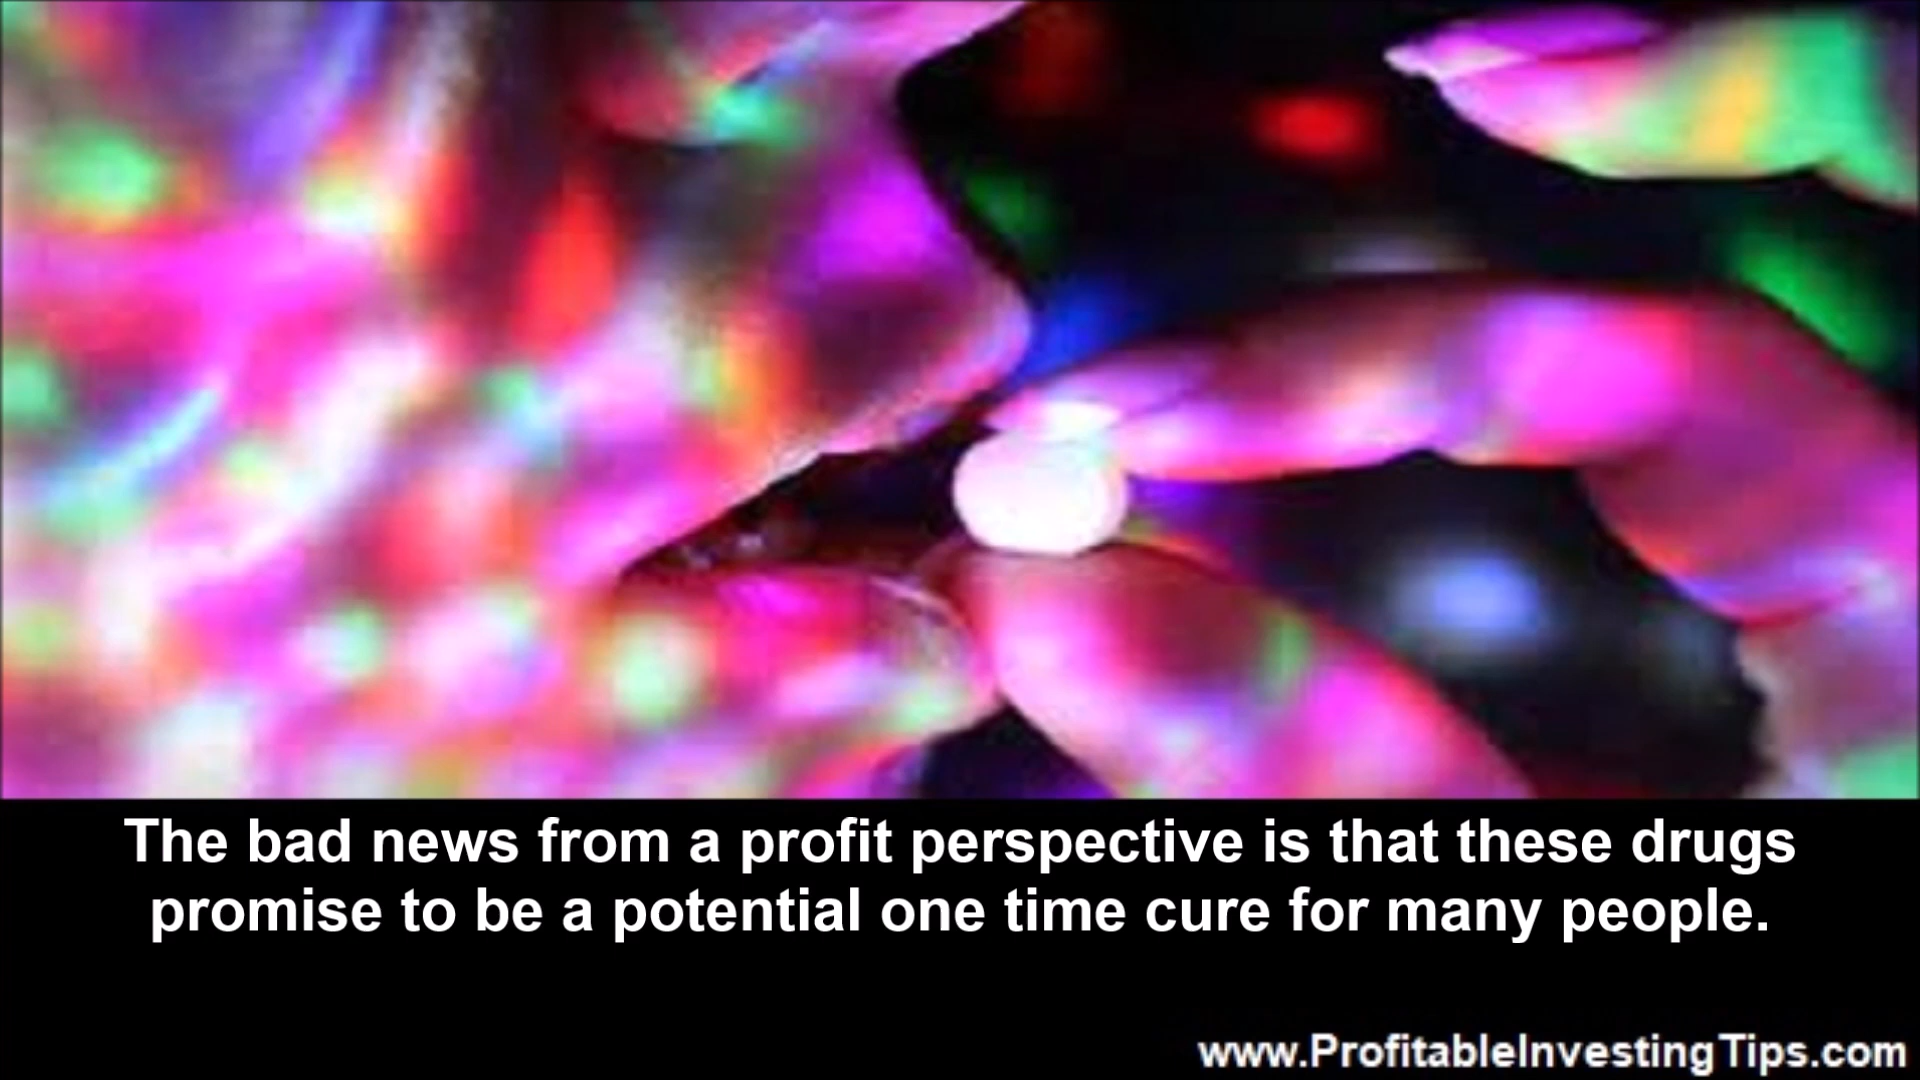 The bad news from a profit perspective is that these drugs
promise to be a potential one time cure for many people.
www.ProfitableInvestingTips.com